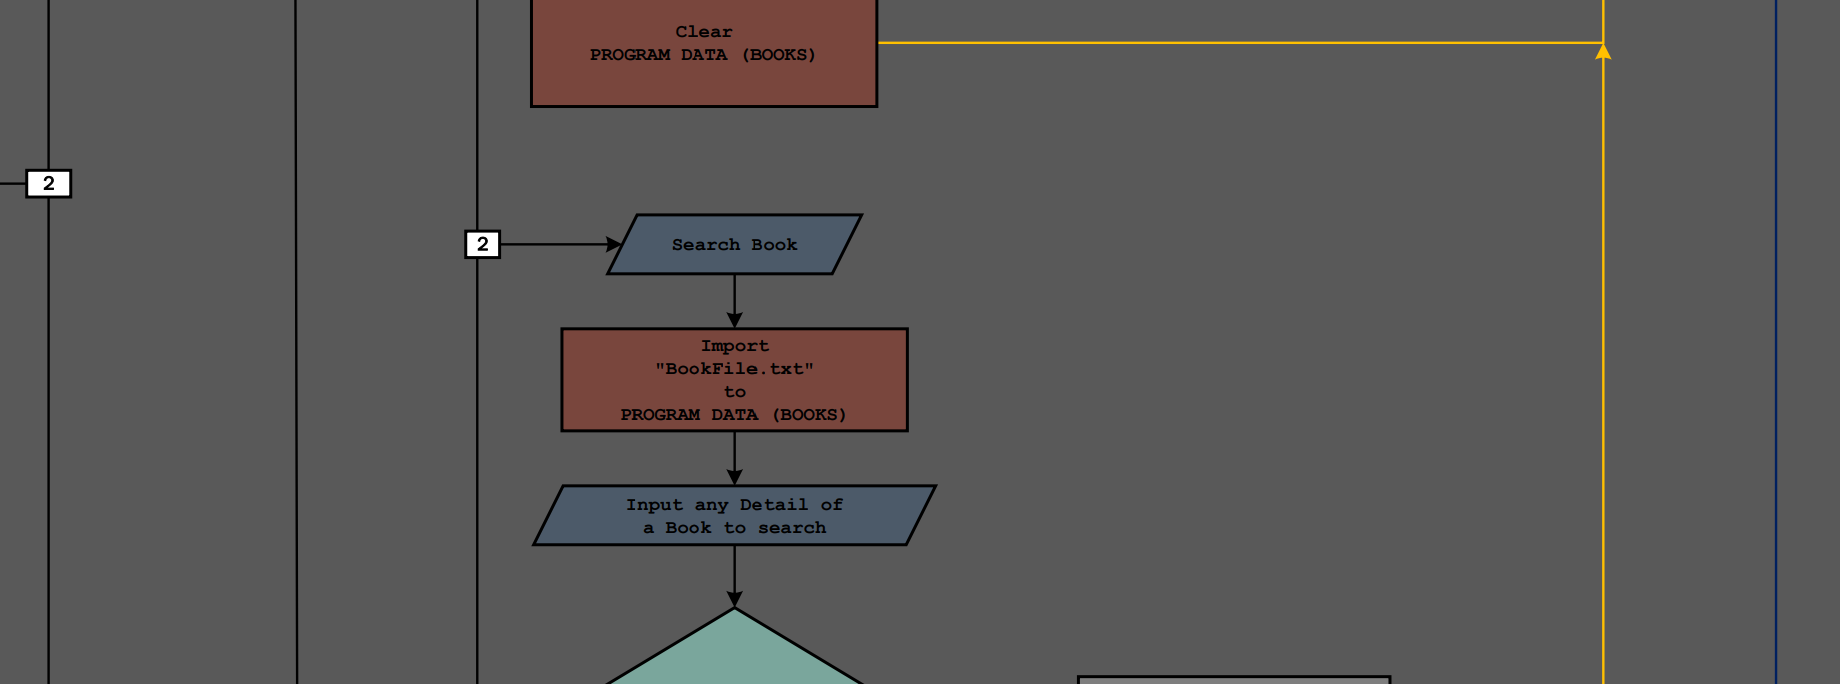 Clear
PROGRAM DATA (BOOKS)
2
2
Search Book
Import
"BookFile.txt"
to
PROGRAM DATA (BOOKS)
Input any Detail of
a Book to search